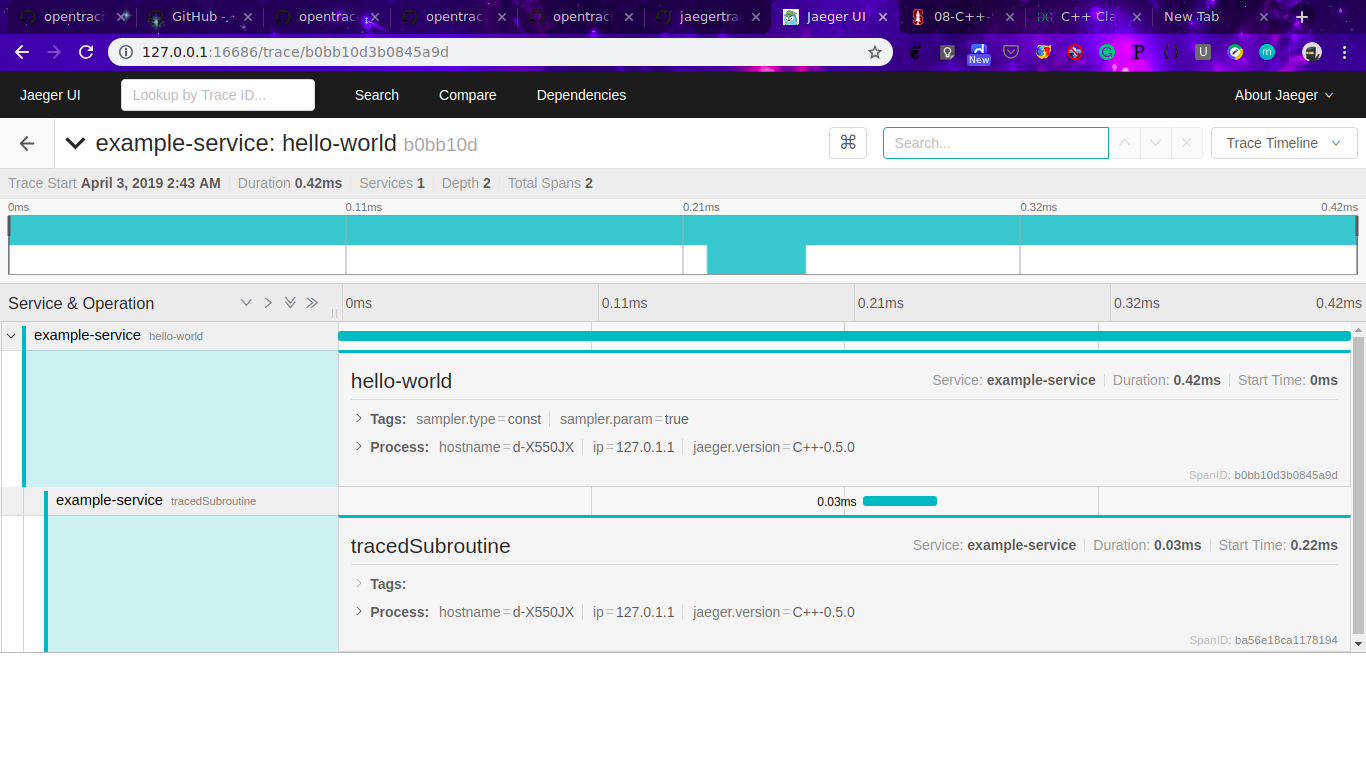 opentrac GitHub - opentrac opentrac opentraci jaegertra Jaeger UI 08-C++- C++ Cla New Tab
127.0.0.1:16686/trace/b0bb10d3b0845a9d New
Jaeger UI Lookup by Trace ID... Search Compare Dependencies About Jaeger
example-service: hello-world b0bb10d ⌘ Search... Trace Timeline
Trace Start April 3, 2019 2:43 AM Duration 0.42ms Services 1 Depth 2 Total Spans 2
0ms 0.11ms 0.21ms 0.32ms 0.42ms
Service & Operation 0ms 0.11ms 0.21ms 0.32ms 0.42ms
example-service hello-world
hello-world Service: example-service Duration: 0.42ms Start Time: 0ms
Tags: sampler.type = const sampler.param = true
Process: hostname = d-X550JX ip = 127.0.1.1 jaeger.version = C++-0.5.0
SpanID: b0bb10d3b0845a9d
example-service tracedSubroutine 0.03ms
tracedSubroutine Service: example-service Duration: 0.03ms Start Time: 0.22ms
Tags:
Process: hostname = d-X550JX ip = 127.0.1.1 jaeger.version = C++-0.5.0
SpanID: ba56e18ca1178194